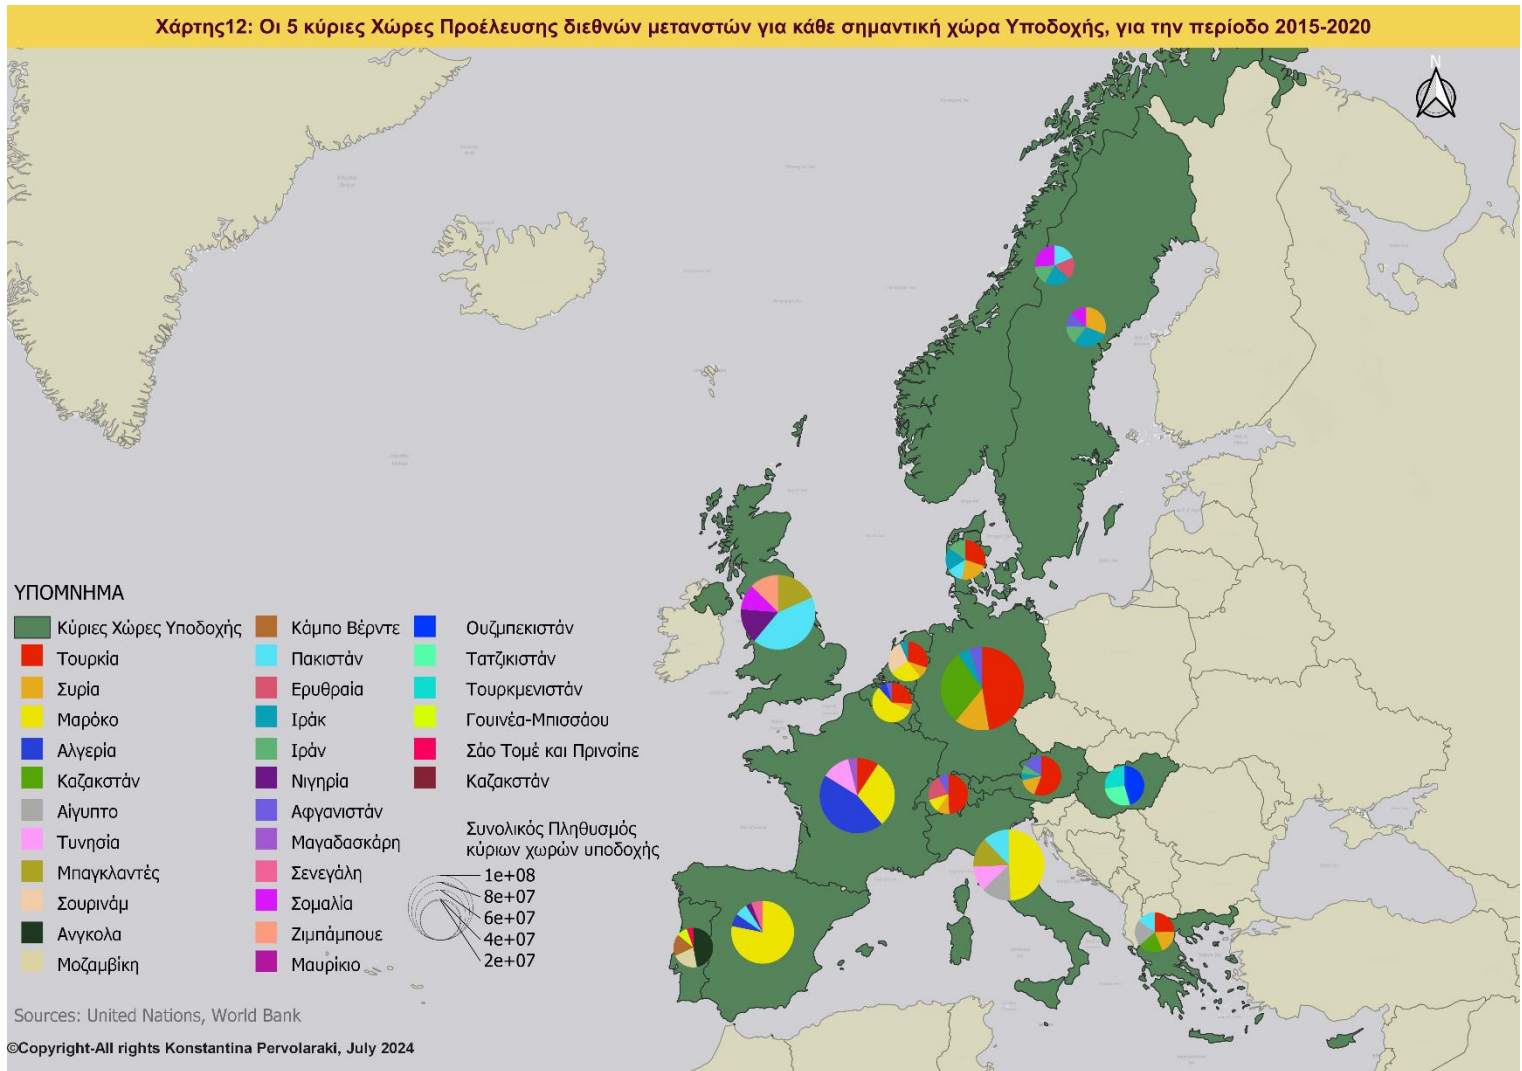 Χάρτης12: Οι 5 κύριες Χώρες Προέλευσης διεθνών μεταναστών για κάθε σημαντική χώρα Υποδοχής, για την περίοδο 2015-2020
N
ΥΠΟΜΝΗΜΑ
Κύριες Χώρες Υποδοχής
Τουρκία
Συρία
Μαρόκο
Αλγερία
Καζακστάν
Αίγυπτο
Τυνησία
Μπαγκλαντές
Σουρινάμ
Ανγκολα
Μοζαμβίκη
Κάμπο Βέρντε
Πακιστάν
Ερυθραία
Ιράκ
Ιράν
Νιγηρία
Αφγανιστάν
Μαγαδασκάρη
Σενεγάλη
Σομαλία
Ζιμπάμπουε
Μαυρίκιο
Ουζμπεκιστάν
Τατζικιστάν
Τουρκμενιστάν
Γουινέα-Μπισσάου
Σάο Τομέ και Πρινσίπε
Καζακστάν
Συνολικός Πληθυσμός
κύριων χωρών υποδοχής
1e+08
8e+07
6e+07
4e+07
2e+07
Sources: United Nations, World Bank
©Copyright-All rights Konstantina Pervolaraki, July 2024